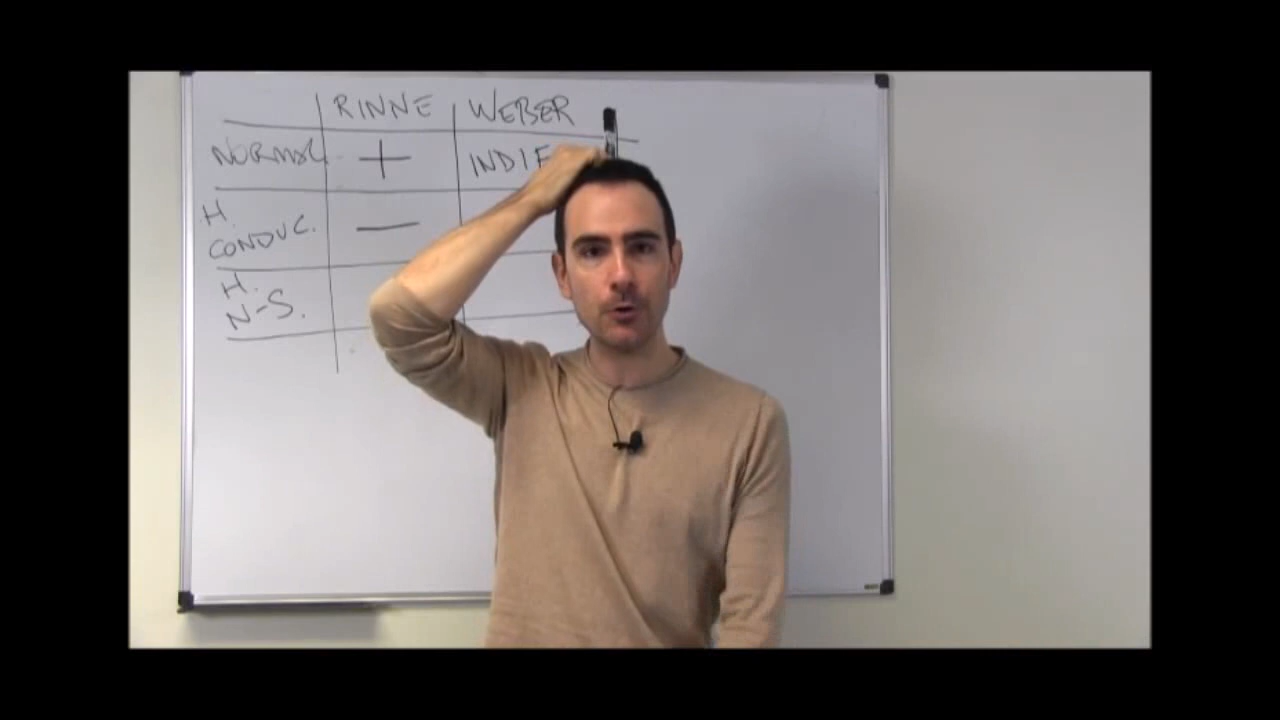 RINNE WEBER
NORMAL + INDIF
H. CONDUC. —
H. N-S.